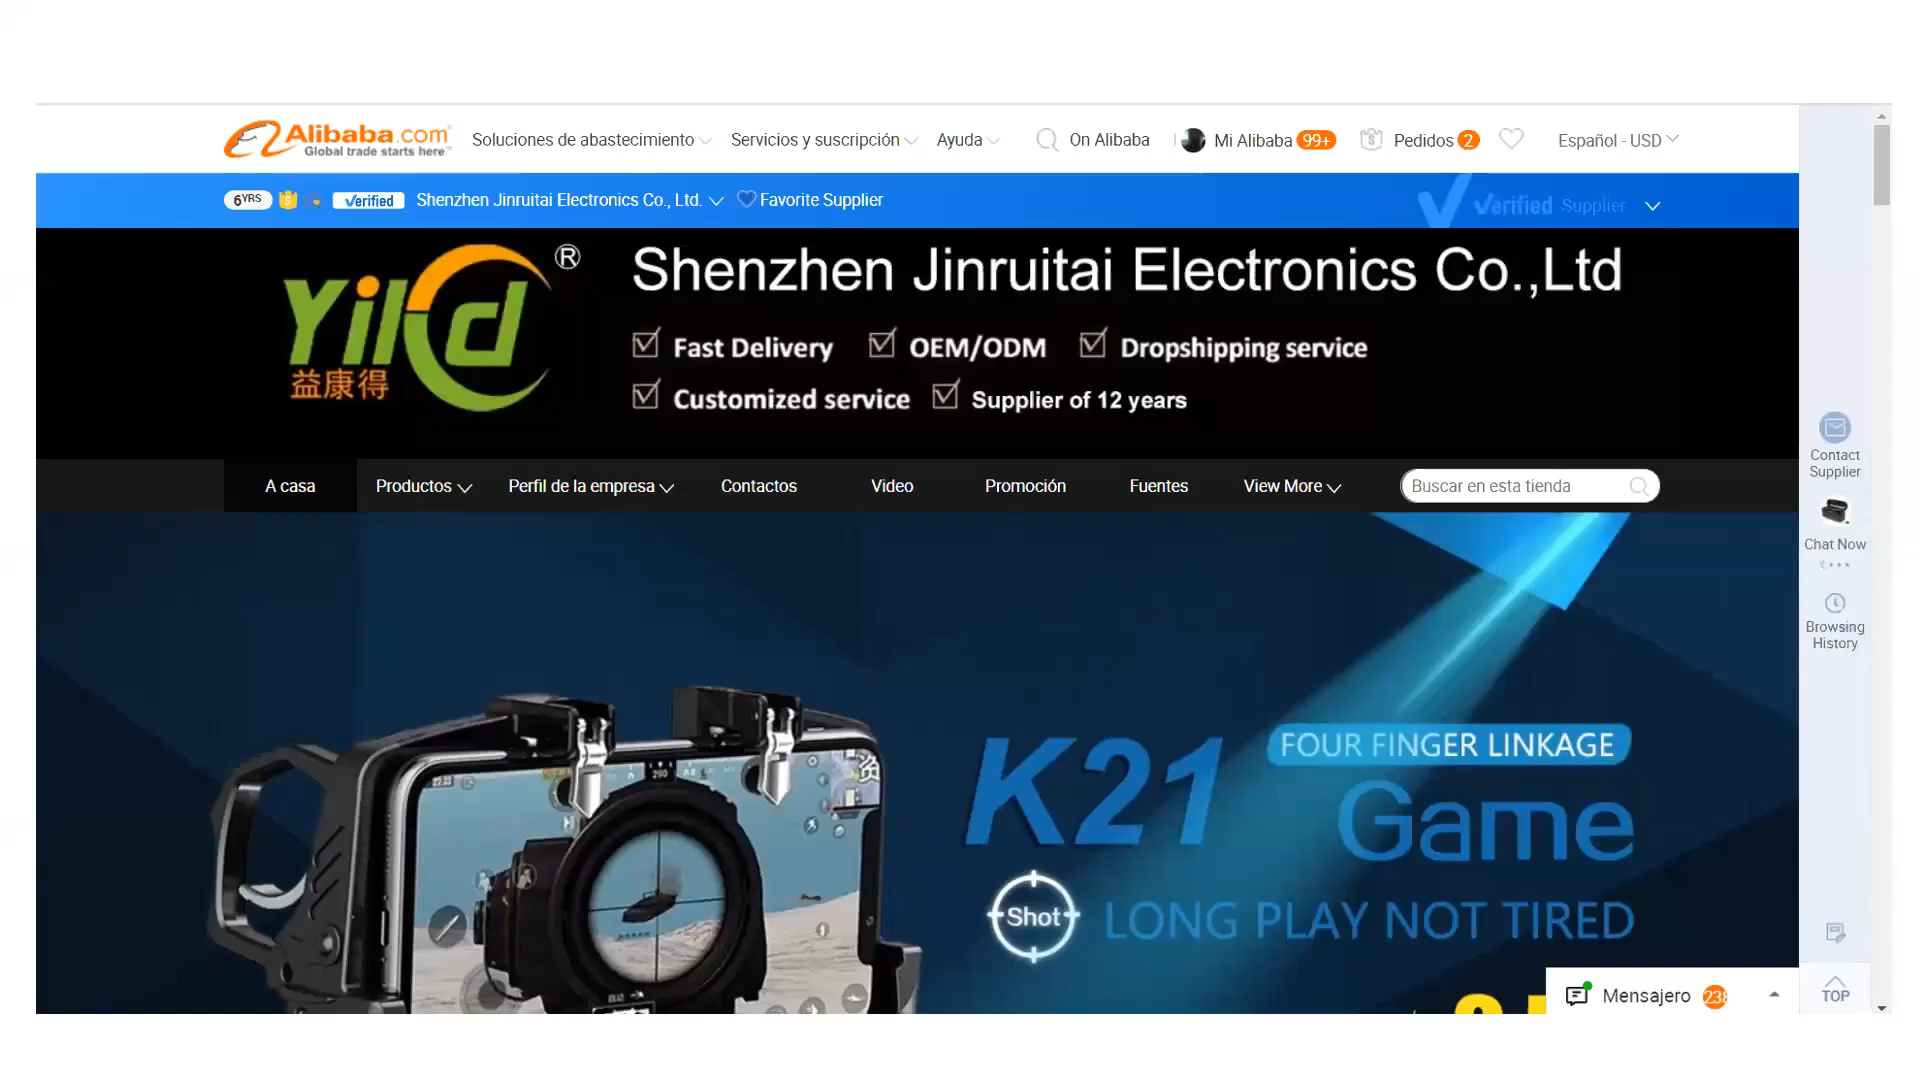 Alibaba.com
Global trade starts here.™
Soluciones de abastecimiento
Servicios y suscripción
Ayuda
On Alibaba
Mi Alibaba 99+
Pedidos 2
Español - USD
6YRS
Verified
Shenzhen Jinruitai Electronics Co., Ltd.
Favorite Supplier
Verified Supplier
Yikd®
益康得
Shenzhen Jinruitai Electronics Co.,Ltd
Fast Delivery
OEM/ODM
Dropshipping service
Customized service
Supplier of 12 years
A casa
Productos
Perfil de la empresa
Contactos
Video
Promoción
Fuentes
View More
Buscar en esta tienda
Contact
Supplier
Chat Now
Browsing
History
K21
FOUR FINGER LINKAGE
Game
Shot
LONG PLAY NOT TIRED
Mensajero
TOP